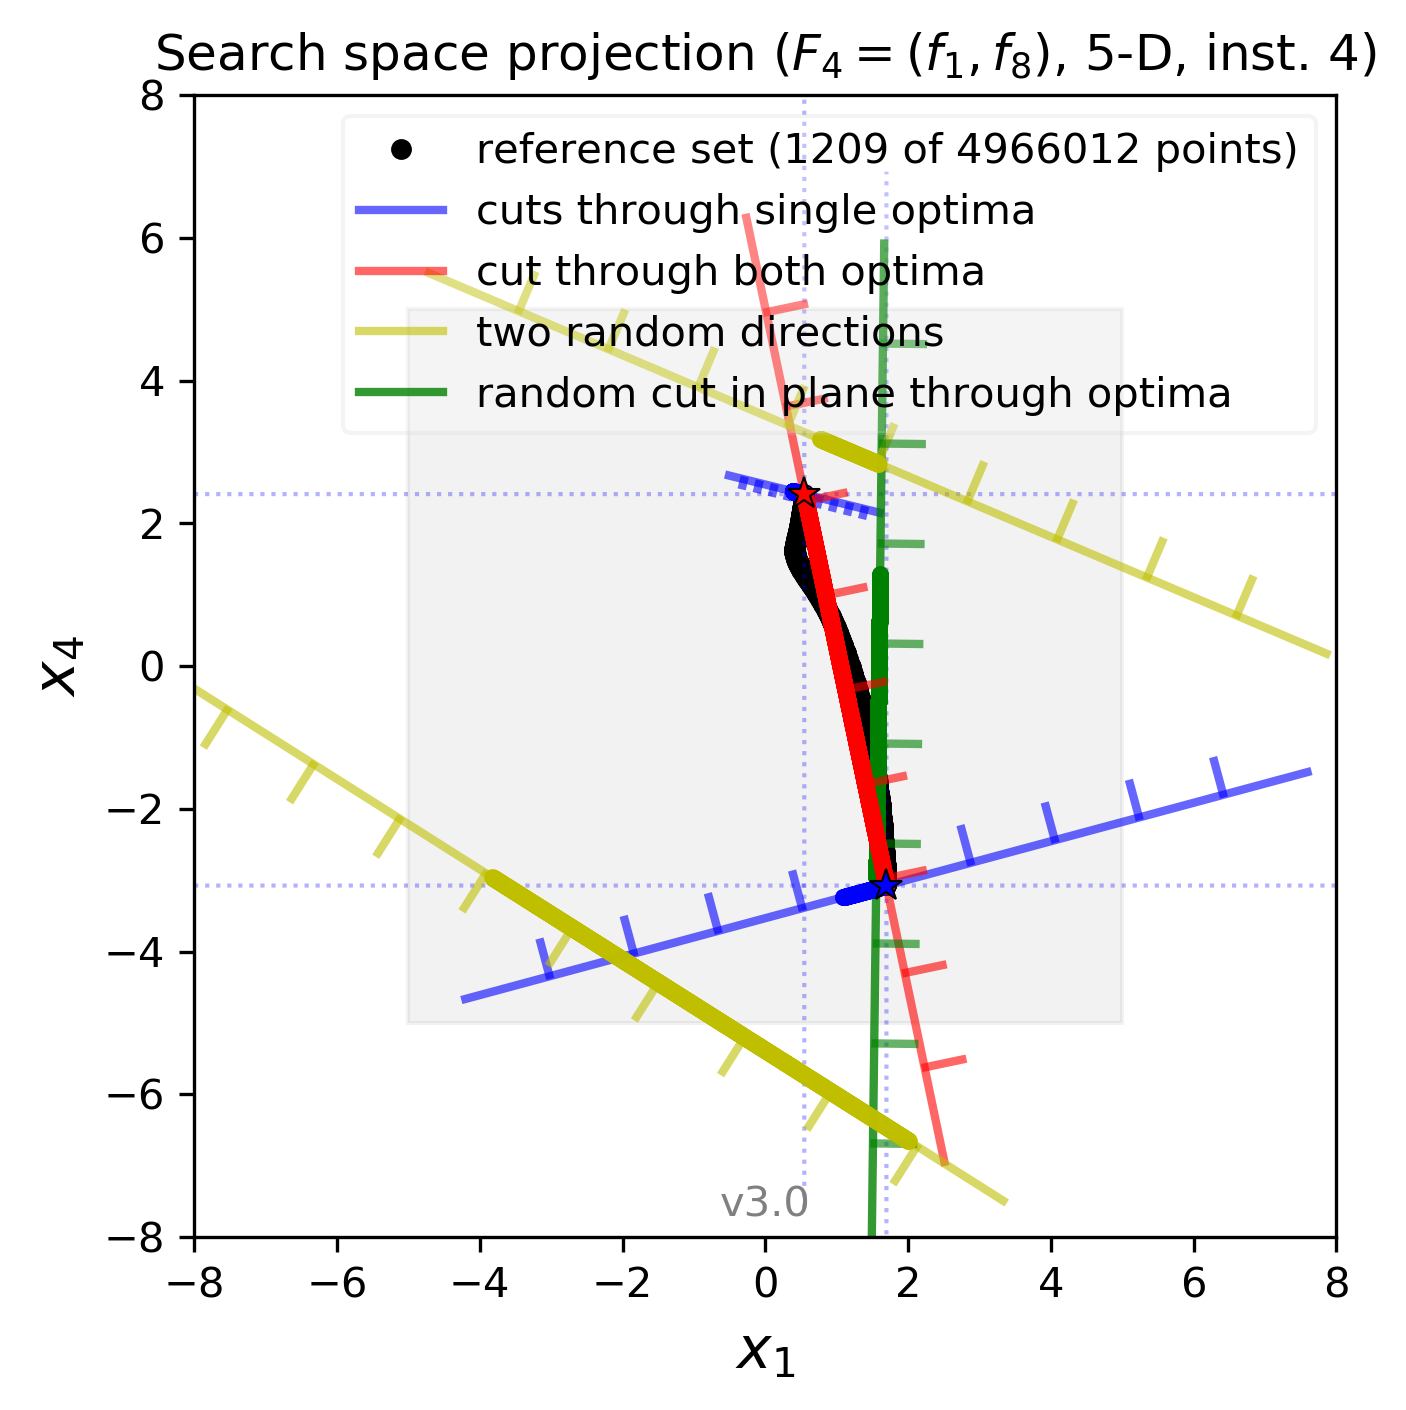 Search space projection (F₄ = (f₁, f₈), 5-D, inst. 4)
reference set (1209 of 4966012 points)
cuts through single optima
cut through both optima
two random directions
random cut in plane through optima
8
6
4
2
0
−2
−4
−6
−8
x₄
v3.0
−8 −6 −4 −2 0 2 4 6 8
x₁